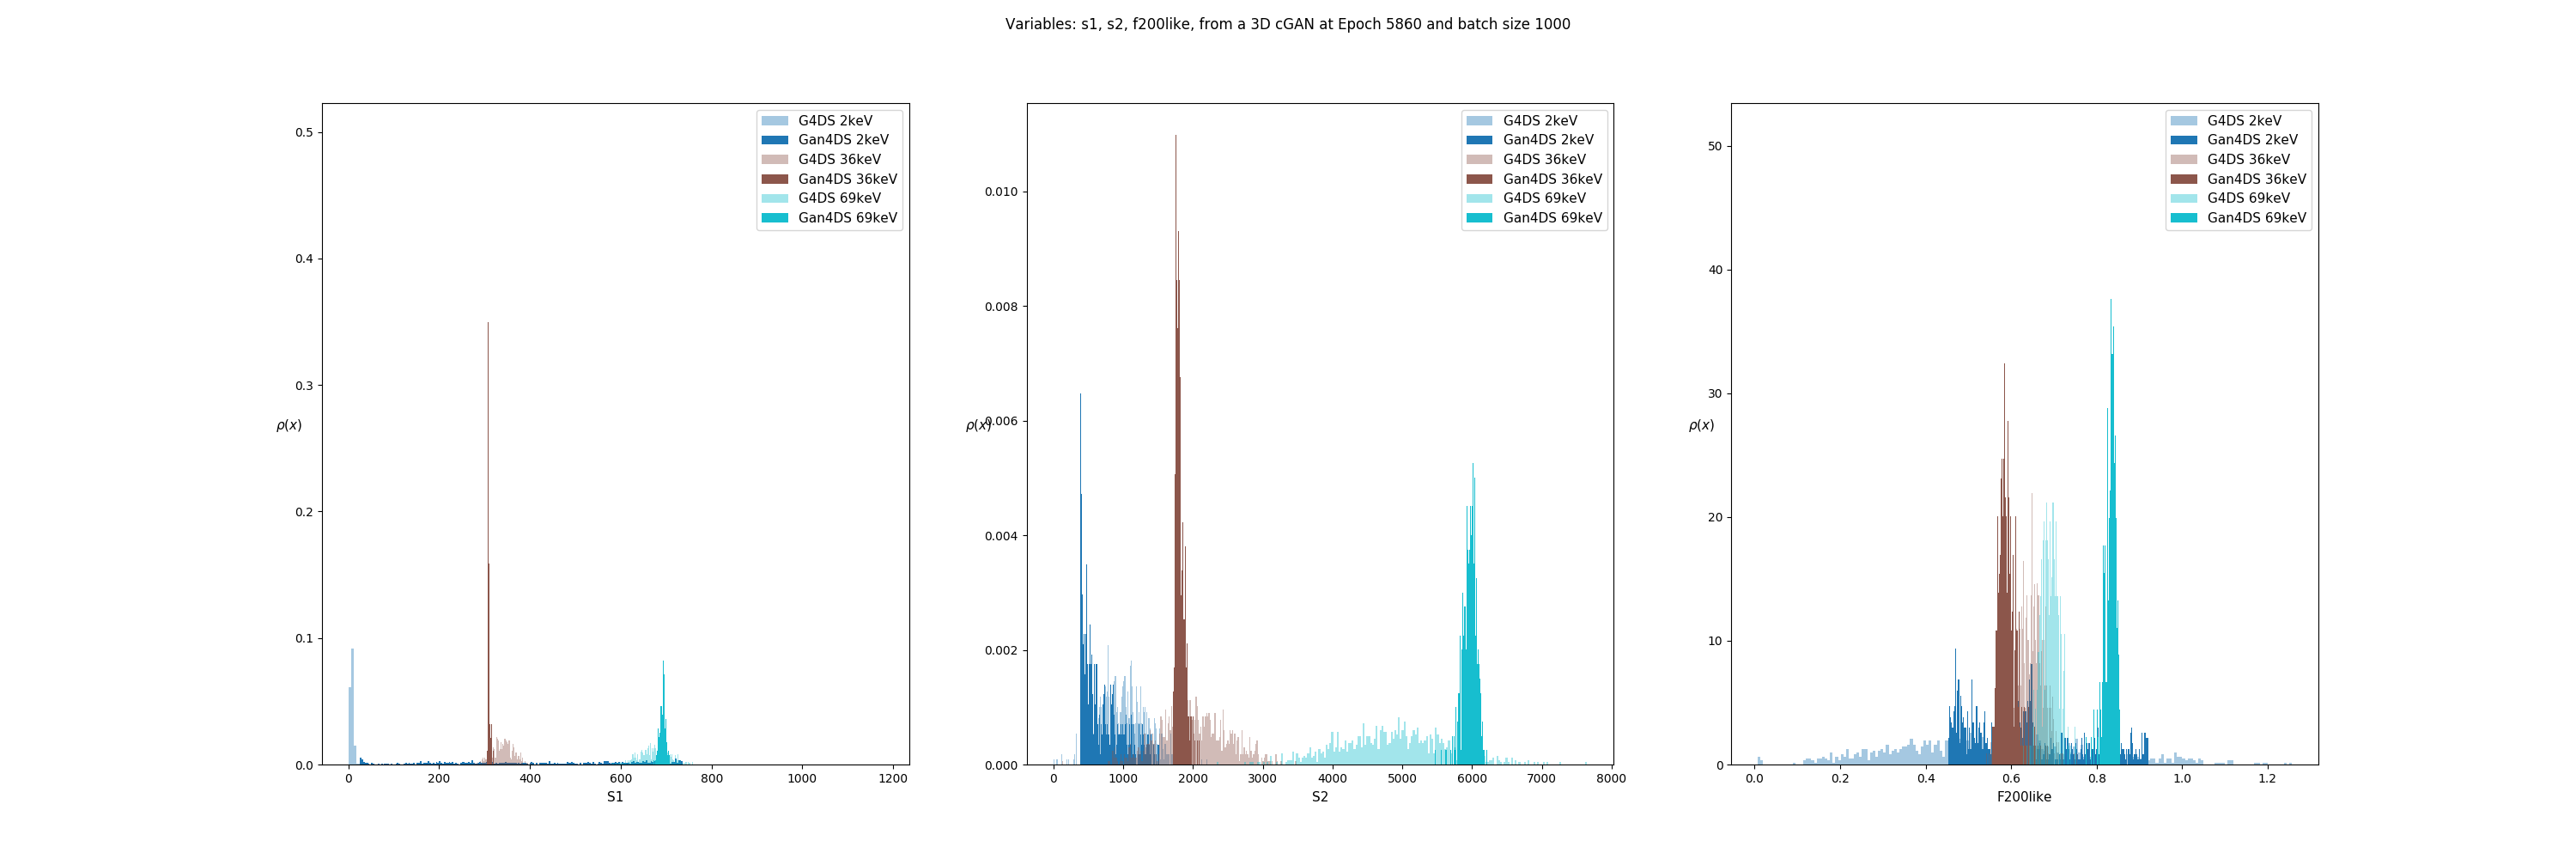 Variables: s1, s2, f200like, from a 3D cGAN at Epoch 5860 and batch size 1000
0.5
0.4
0.3
0.2
0.1
0.0
ρ(x)
G4DS 2keV
Gan4DS 2keV
G4DS 36keV
Gan4DS 36keV
G4DS 69keV
Gan4DS 69keV
0 200 400 600 800 1000 1200
S1
0.010
0.008
0.006
0.004
0.002
0.000
ρ(x)
G4DS 2keV
Gan4DS 2keV
G4DS 36keV
Gan4DS 36keV
G4DS 69keV
Gan4DS 69keV
0 1000 2000 3000 4000 5000 6000 7000 8000
S2
50
40
30
20
10
0
ρ(x)
G4DS 2keV
Gan4DS 2keV
G4DS 36keV
Gan4DS 36keV
G4DS 69keV
Gan4DS 69keV
0.0 0.2 0.4 0.6 0.8 1.0 1.2
F200like